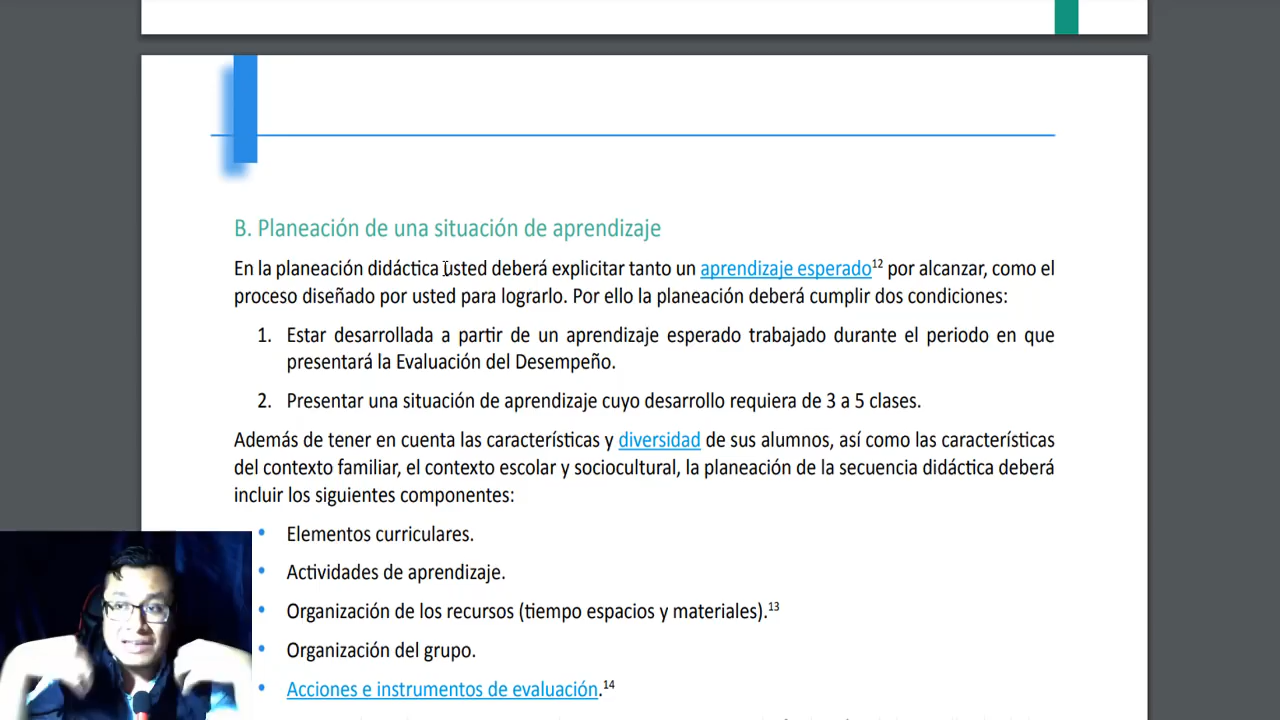 B. Planeación de una situación de aprendizaje
En la planeación didáctica usted deberá explicitar tanto un aprendizaje esperado12 por alcanzar, como el
proceso diseñado por usted para lograrlo. Por ello la planeación deberá cumplir dos condiciones:
1. Estar desarrollada a partir de un aprendizaje esperado trabajado durante el periodo en que
presentará la Evaluación del Desempeño.
2. Presentar una situación de aprendizaje cuyo desarrollo requiera de 3 a 5 clases.
Además de tener en cuenta las características y diversidad de sus alumnos, así como las características
del contexto familiar, el contexto escolar y sociocultural, la planeación de la secuencia didáctica deberá
incluir los siguientes componentes:
• Elementos curriculares.
• Actividades de aprendizaje.
• Organización de los recursos (tiempo espacios y materiales).13
• Organización del grupo.
• Acciones e instrumentos de evaluación.14